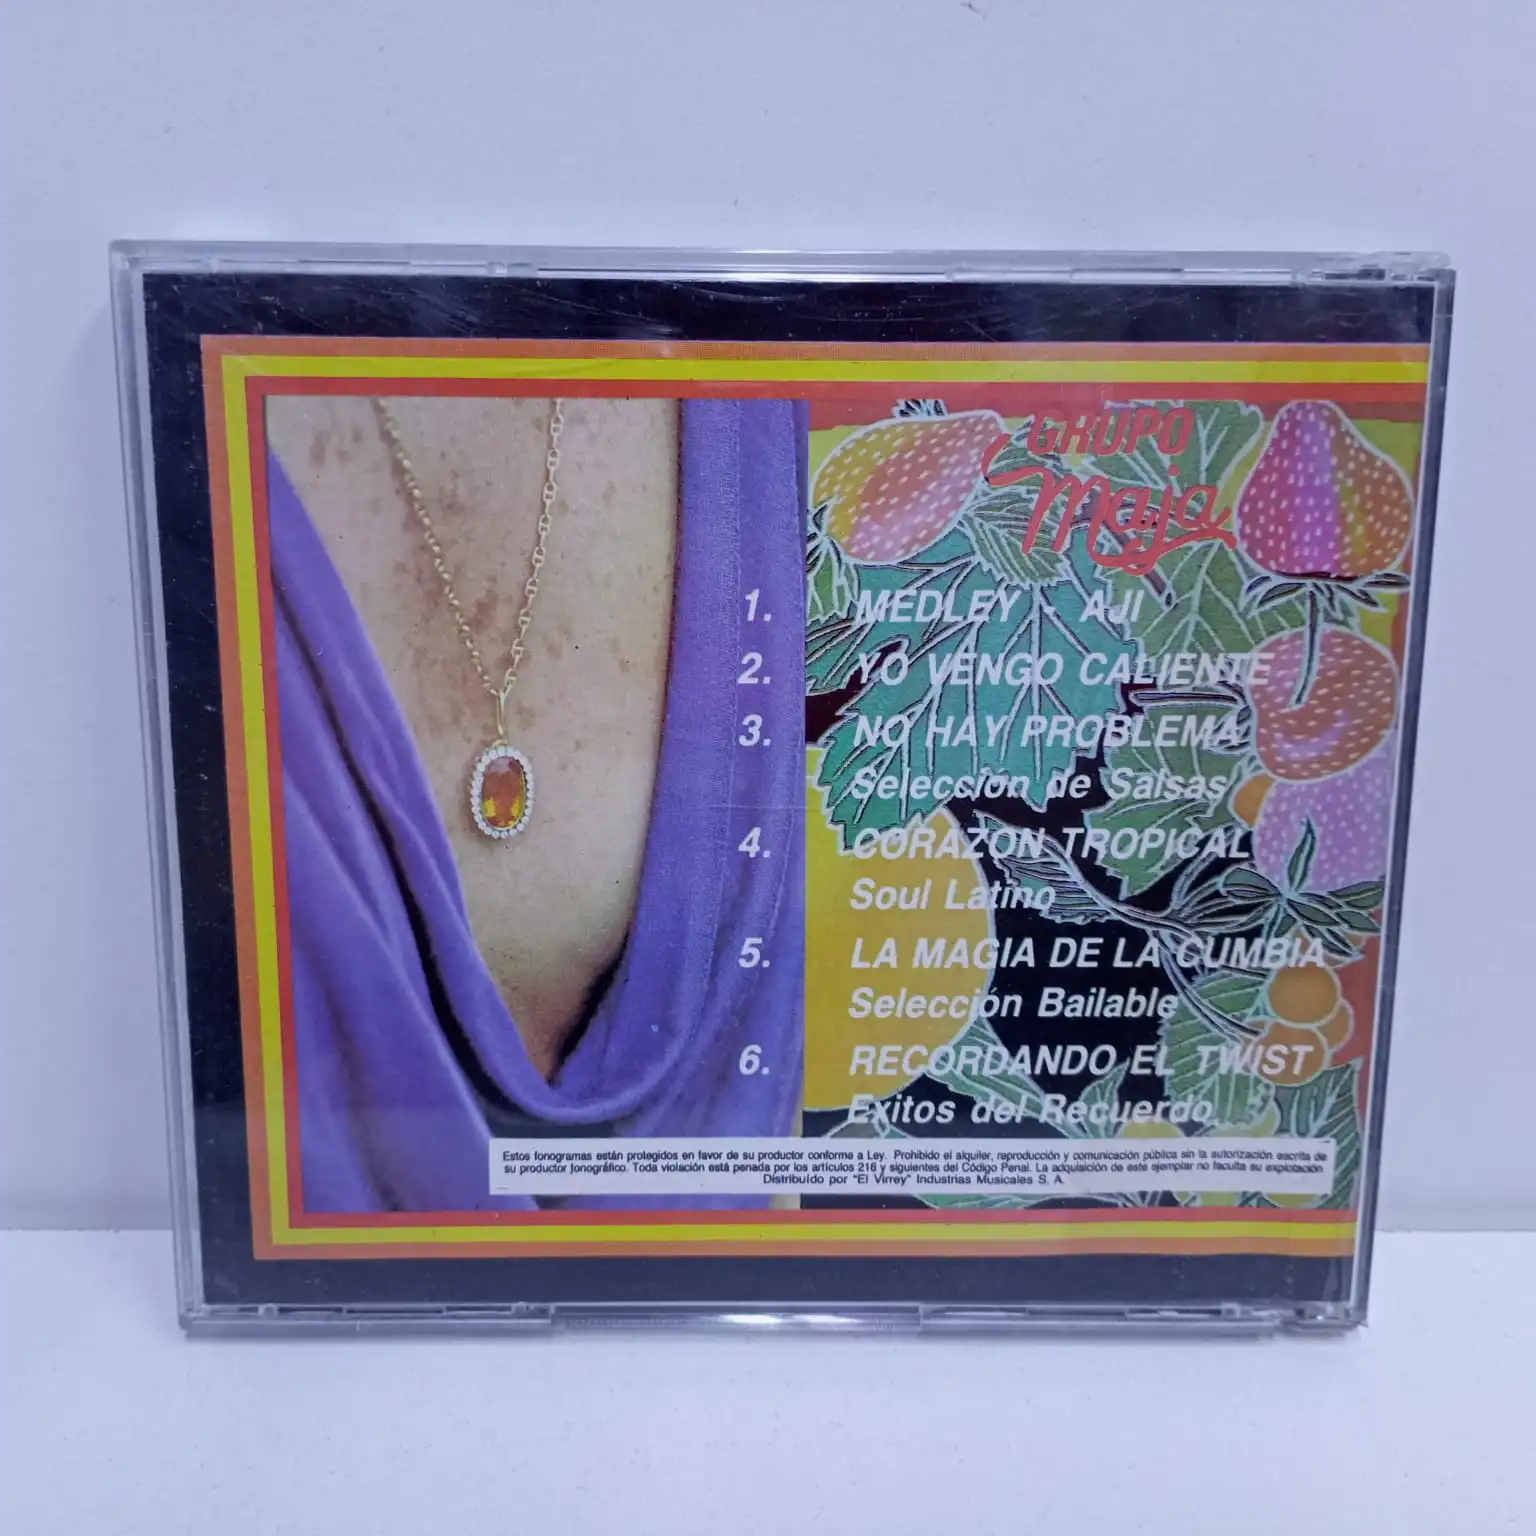 GRUPO
Maja
1. MEDLEY - AJI
2. YO VENGO CALIENTE
3. NO HAY PROBLEMA
Selección de Salsas
4. CORAZON TROPICAL
Soul Latino
5. LA MAGIA DE LA CUMBIA
Selección Bailable
6. RECORDANDO EL TWIST
Exitos del Recuerdo
Estos fonogramas están protegidos en favor de su productor conforme a Ley. Prohibido el alquiler, reproducción y comunicación pública sin la autorización escrita de
su productor fonográfico. Toda violación está penada por los artículos 216 y siguientes del Código Penal. La adquisición de este ejemplar no faculta su explotación
Distribuído por "El Virrey" Industrias Musicales S. A.